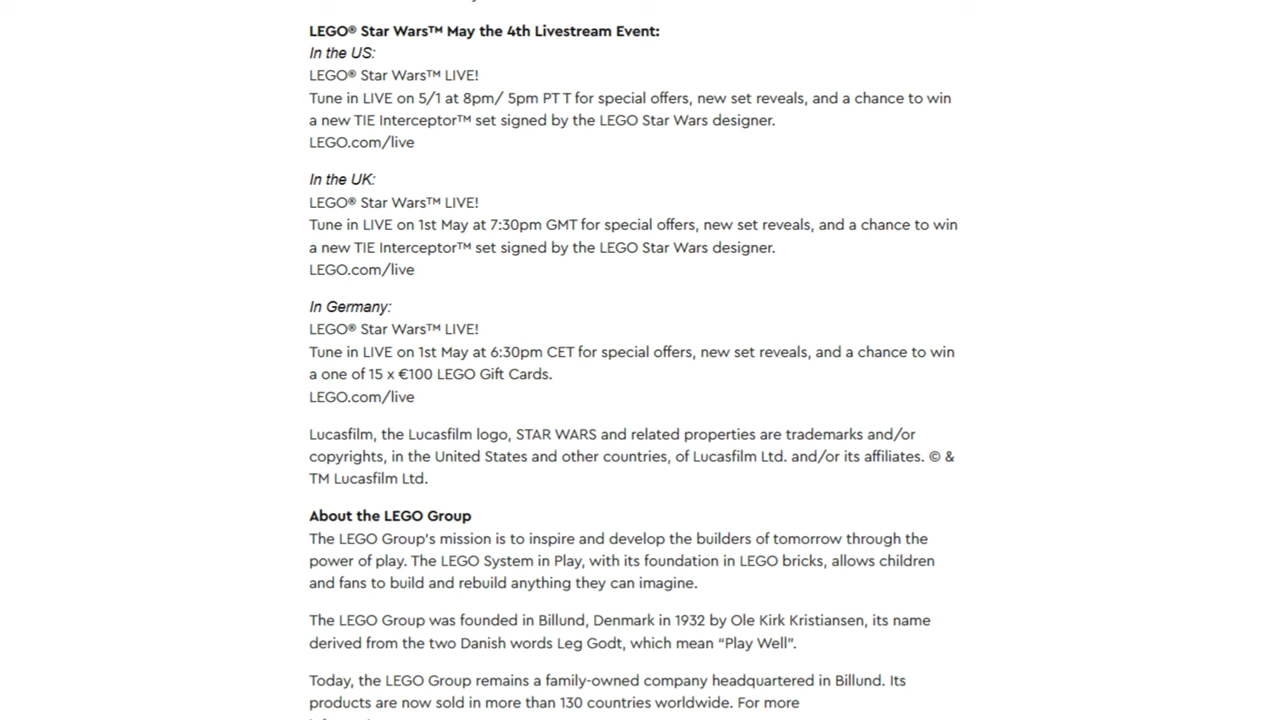 LEGO® Star Wars™ May the 4th Livestream Event:
In the US:
LEGO® Star Wars™ LIVE!
Tune in LIVE on 5/1 at 8pm/ 5pm PT T for special offers, new set reveals, and a chance to win
a new TIE Interceptor™ set signed by the LEGO Star Wars designer.
LEGO.com/live
In the UK:
LEGO® Star Wars™ LIVE!
Tune in LIVE on 1st May at 7:30pm GMT for special offers, new set reveals, and a chance to win
a new TIE Interceptor™ set signed by the LEGO Star Wars designer.
LEGO.com/live
In Germany:
LEGO® Star Wars™ LIVE!
Tune in LIVE on 1st May at 6:30pm CET for special offers, new set reveals, and a chance to win
a one of 15 x €100 LEGO Gift Cards.
LEGO.com/live
Lucasfilm, the Lucasfilm logo, STAR WARS and related properties are trademarks and/or
copyrights, in the United States and other countries, of Lucasfilm Ltd. and/or its affiliates. © &
TM Lucasfilm Ltd.
About the LEGO Group
The LEGO Group's mission is to inspire and develop the builders of tomorrow through the
power of play. The LEGO System in Play, with its foundation in LEGO bricks, allows children
and fans to build and rebuild anything they can imagine.
The LEGO Group was founded in Billund, Denmark in 1932 by Ole Kirk Kristiansen, its name
derived from the two Danish words Leg Godt, which mean “Play Well”.
Today, the LEGO Group remains a family-owned company headquartered in Billund. Its
products are now sold in more than 130 countries worldwide. For more